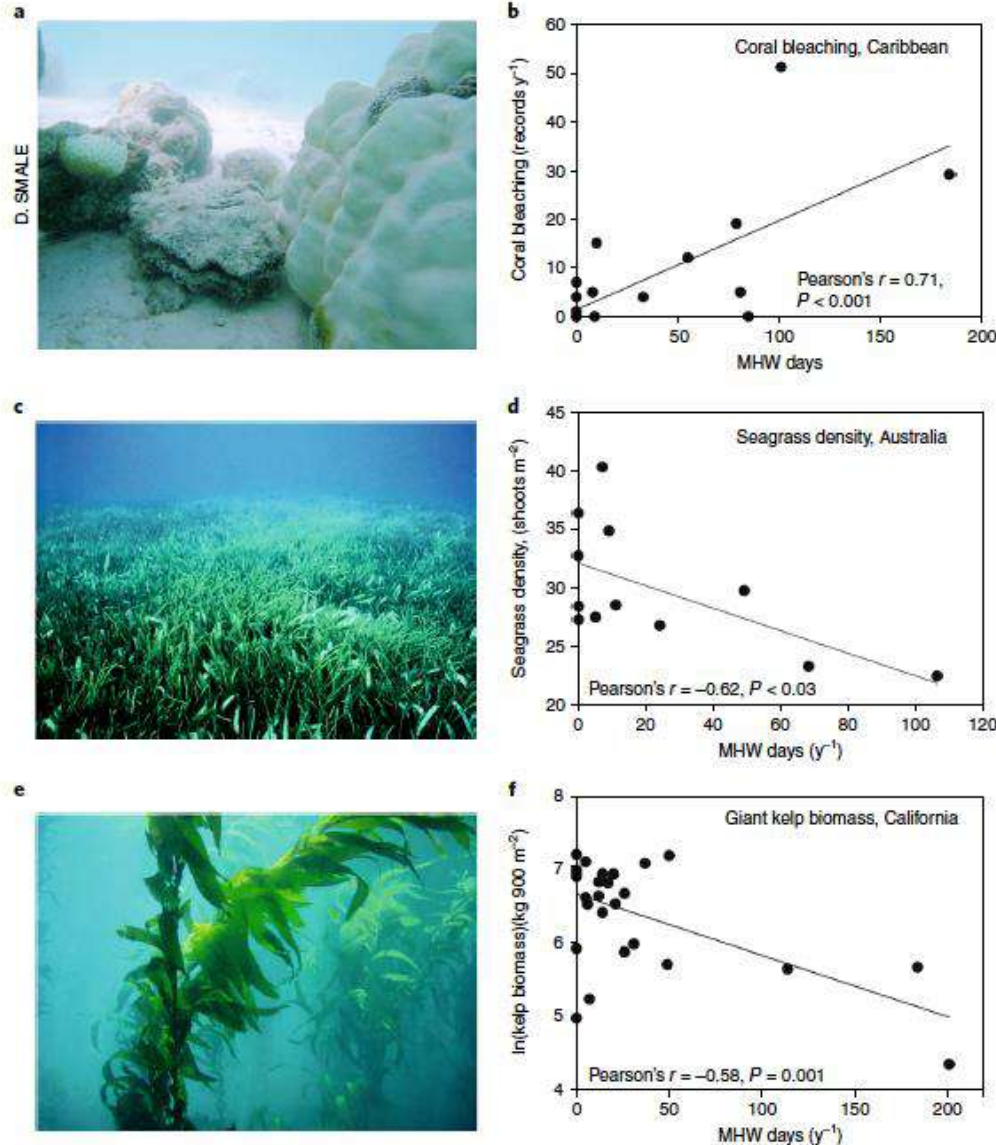 a
D. SMALE
b
Coral bleaching, Caribbean
Coral bleaching (records y⁻¹)
60
50
40
30
20
10
0
Pearson's r = 0.71,
P < 0.001
0 50 100 150 200
MHW days
c
d
Seagrass density, Australia
Seagrass density, (shoots m⁻²)
45
40
35
30
25
20
Pearson's r = –0.62, P < 0.03
0 20 40 60 80 100 120
MHW days (y⁻¹)
e
f
Giant kelp biomass, California
ln(kelp biomass)(kg 900 m⁻²)
8
7
6
5
4
Pearson's r = –0.58, P = 0.001
0 50 100 150 200
MHW days (y⁻¹)